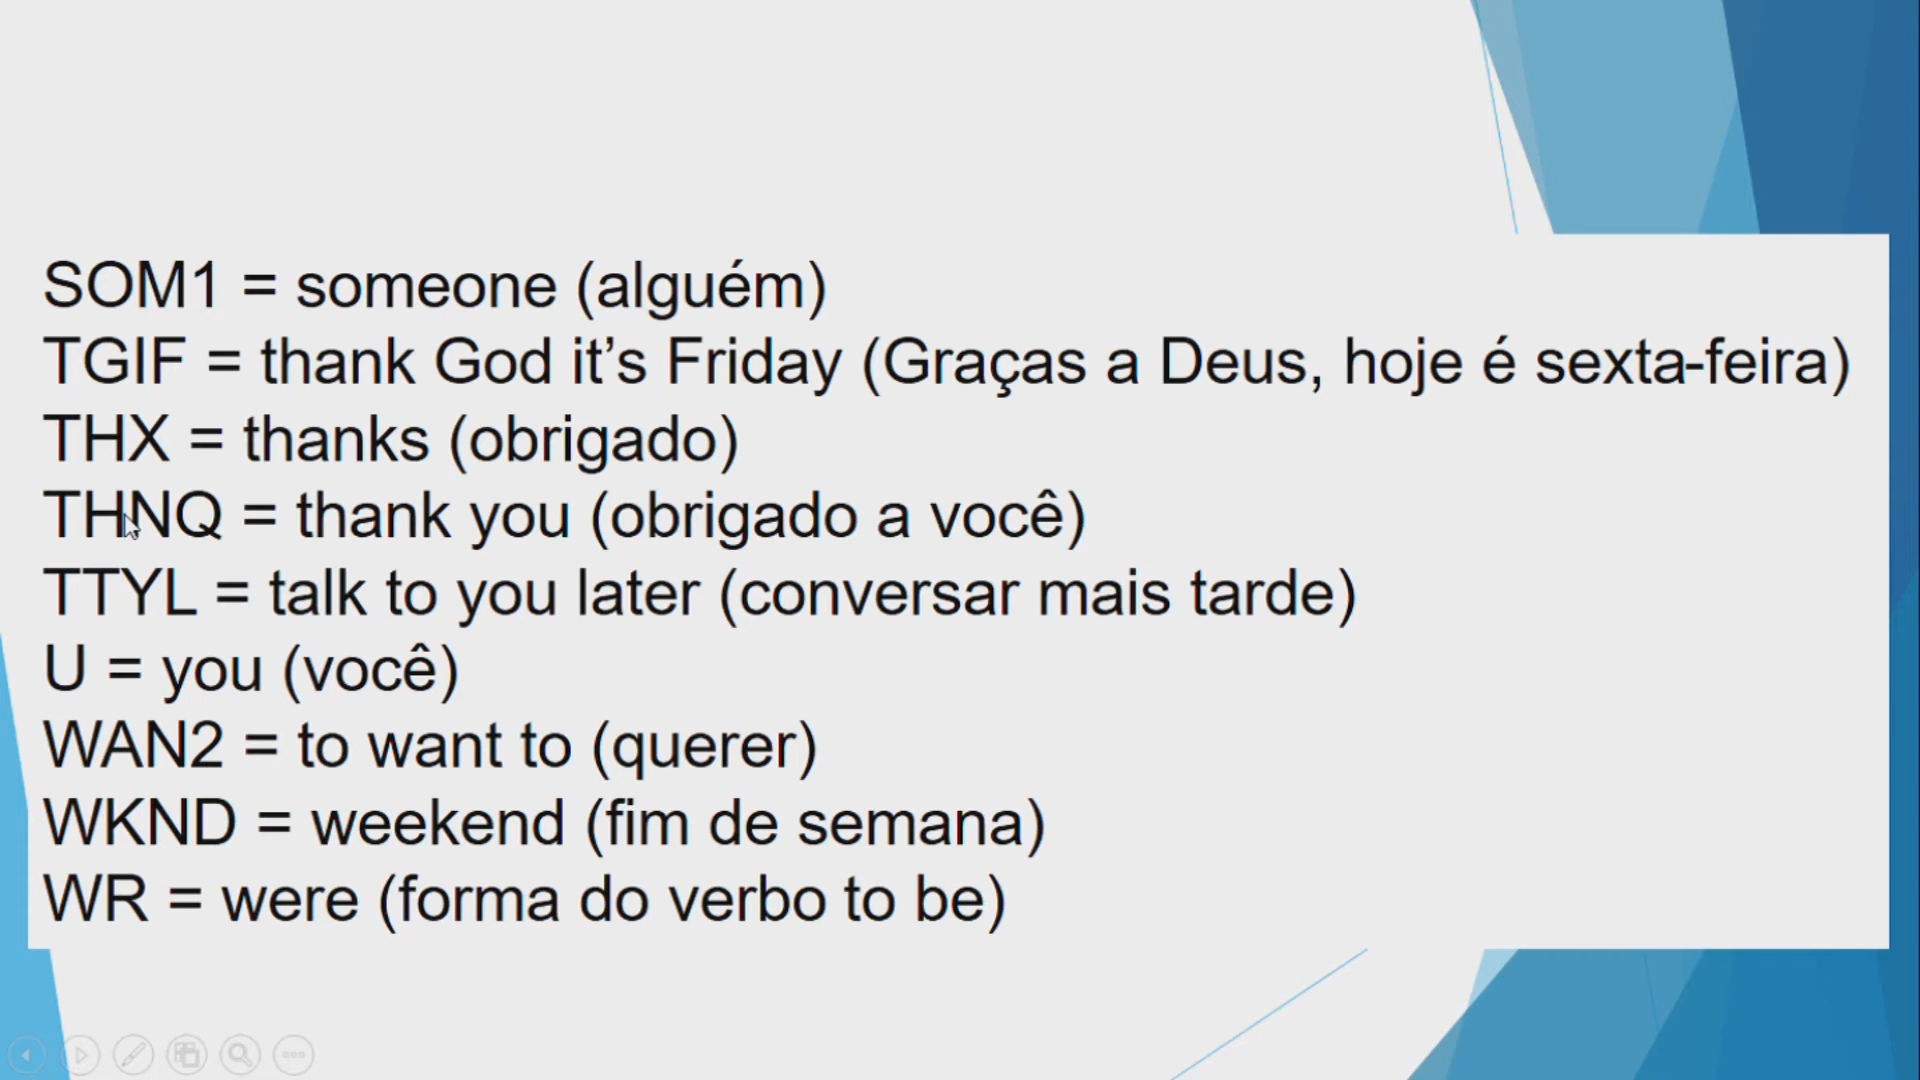 SOM1 = someone (alguém)
TGIF = thank God it’s Friday (Graças a Deus, hoje é sexta-feira)
THX = thanks (obrigado)
THNQ = thank you (obrigado a você)
TTYL = talk to you later (conversar mais tarde)
U = you (você)
WAN2 = to want to (querer)
WKND = weekend (fim de semana)
WR = were (forma do verbo to be)